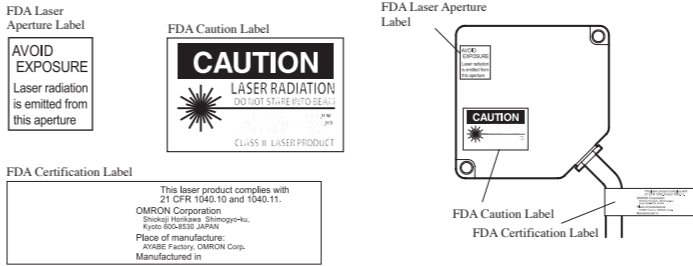 FDA Laser
Aperture Label
AVOID
EXPOSURE
Laser radiation
is emitted from
this aperture
FDA Caution Label
CAUTION
LASER RADIATION
DO NOT STARE INTO BEAM
CLASS II LASER PRODUCT
FDA Certification Label
This laser product complies with
21 CFR 1040.10 and 1040.11.
OMRON Corporation
Shiokoji Horikawa Shimogyo-ku,
Kyoto 600-8530 JAPAN
Place of manufacture:
AYABE Factory, OMRON Corp.
Manufactured in
FDA Laser Aperture
Label
AVOID
EXPOSURE
Laser radiation
is emitted from
this aperture
CAUTION
FDA Caution Label
FDA Certification Label